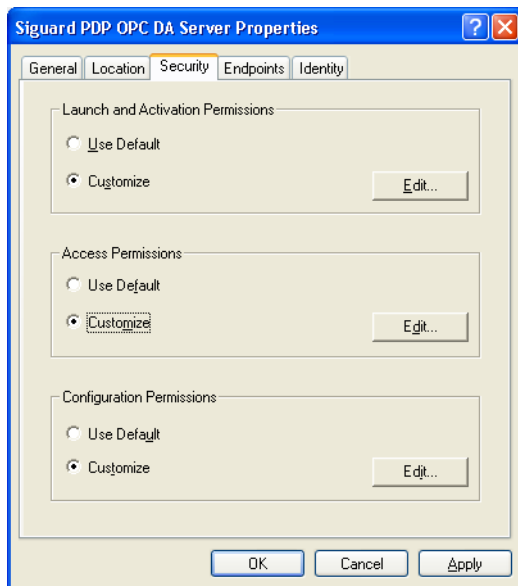 Siguard PDP OPC DA Server Properties
General Location Security Endpoints Identity
Launch and Activation Permissions
Use Default
Customize
Edit...
Access Permissions
Use Default
Customize
Edit...
Configuration Permissions
Use Default
Customize
Edit...
OK Cancel Apply